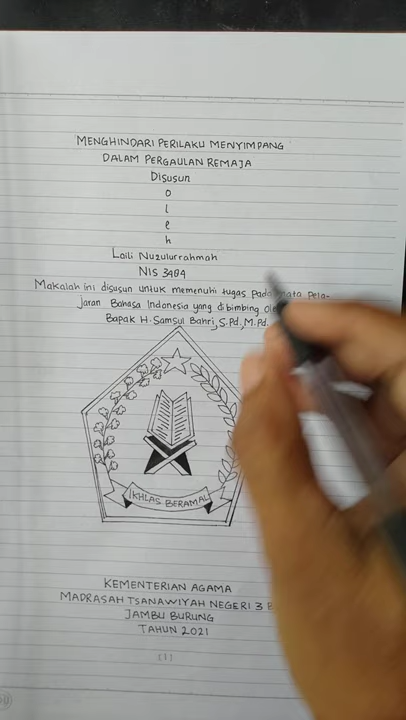 MENGHINDARI PERILAKU MENYIMPANG
DALAM PERGAULAN REMAJA
Disusun
O
l
e
h
Laili Nuzulurrahmah
NIS 3484
Makalah ini disusun untuk memenuhi tugas pada mata pela-
jaran Bahasa Indonesia yang dibimbing
Bapak H. Samsul Bahri, S.Pd., M.Pd.
IKHLAS BERAMAL
KEMENTERIAN AGAMA
MADRASAH TSANAWIYAH NEGERI 3
JAMBU BURUNG
TAHUN 2021
(1)